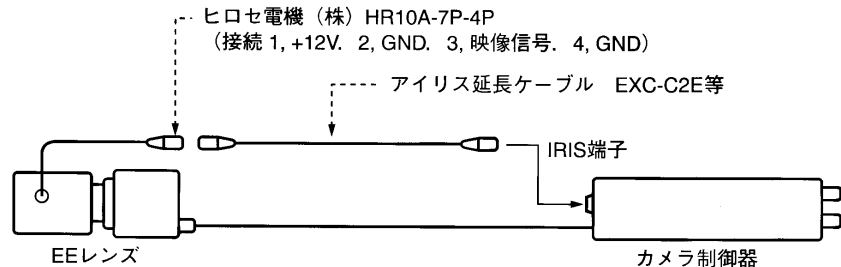 ヒロセ電機（株）HR10A-7P-4P
（接続 1, +12V. 2, GND. 3, 映像信号. 4, GND）
アイリス延長ケーブル EXC-C2E等
IRIS端子
EEレンズ
カメラ制御器